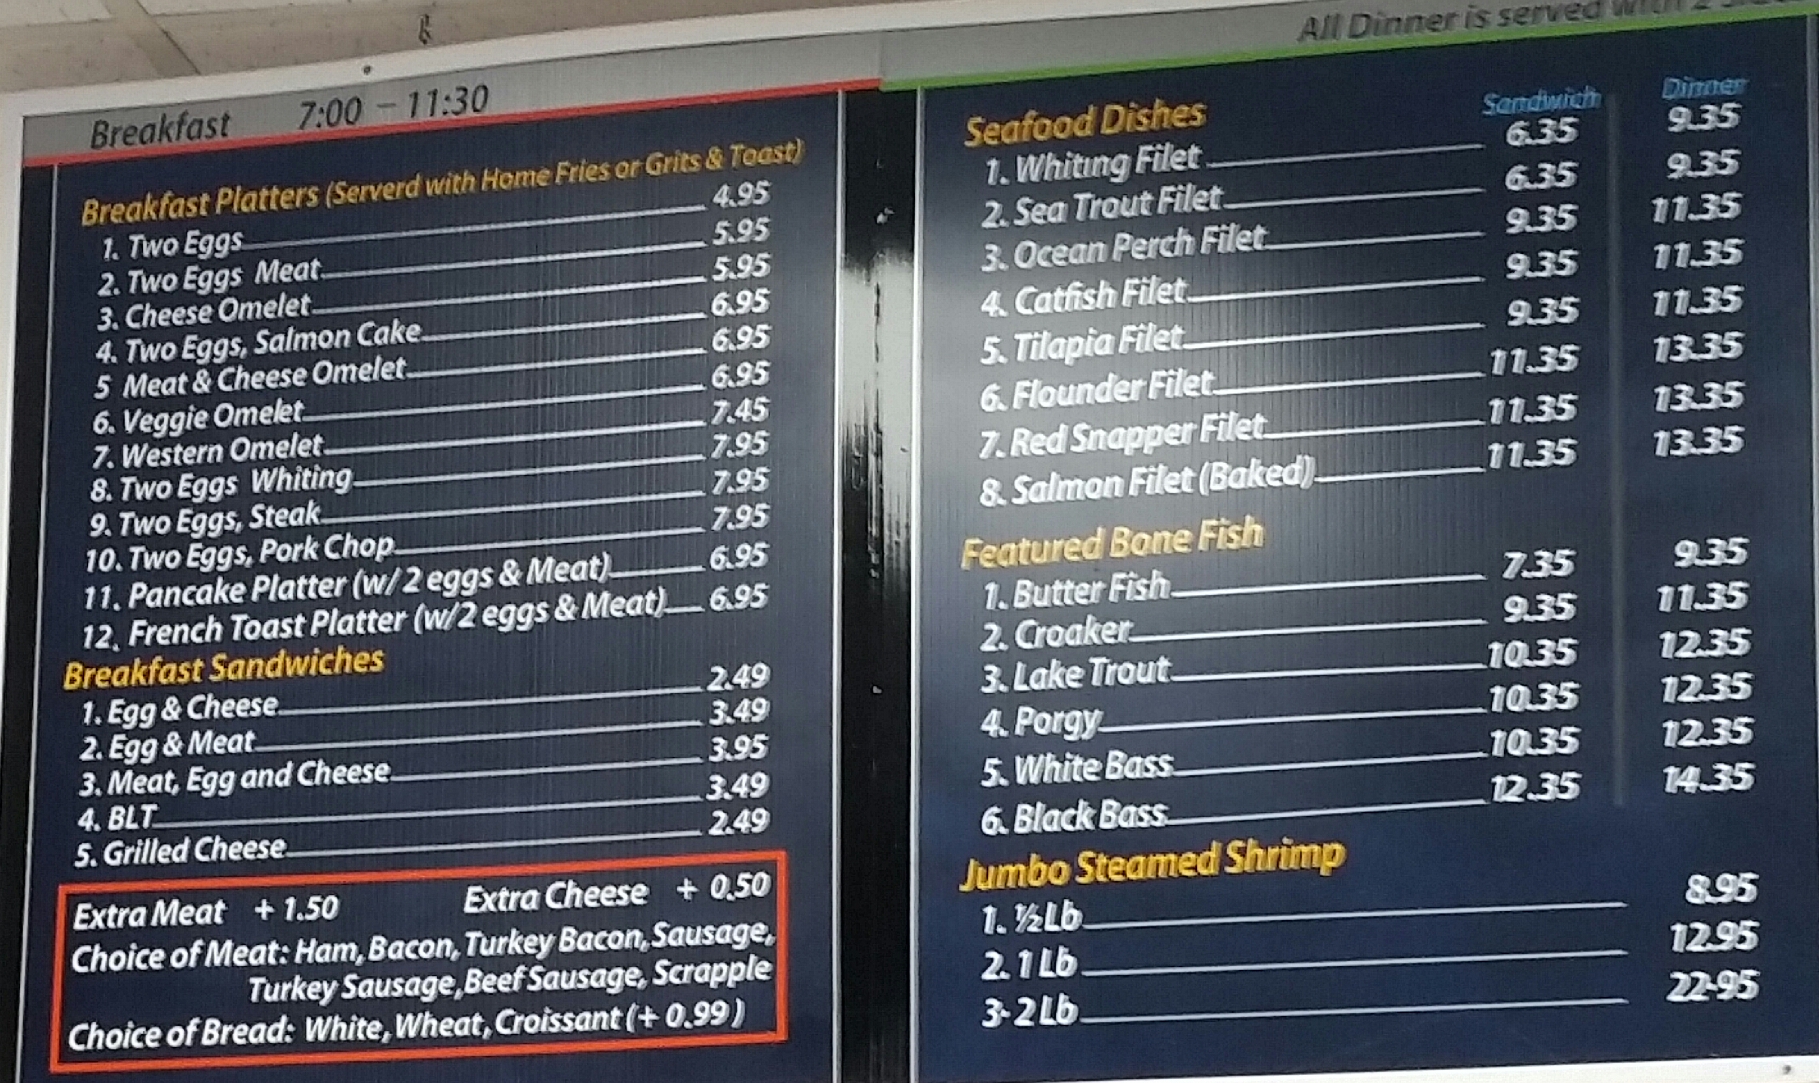 Breakfast 7:00 – 11:30
Breakfast Platters (Serverd with Home Fries or Grits & Toast)
1. Two Eggs 4.95
2. Two Eggs Meat 5.95
3. Cheese Omelet 5.95
4. Two Eggs, Salmon Cake 6.95
5 Meat & Cheese Omelet 6.95
6. Veggie Omelet 6.95
7. Western Omelet 7.45
8. Two Eggs Whiting 7.95
9. Two Eggs, Steak 7.95
10. Two Eggs, Pork Chop 7.95
11. Pancake Platter (w/ 2 eggs & Meat) 6.95
12. French Toast Platter (w/2 eggs & Meat) 6.95
Breakfast Sandwiches
1. Egg & Cheese 2.49
2. Egg & Meat 3.49
3. Meat, Egg and Cheese 3.95
4. BLT 3.49
5. Grilled Cheese 2.49
Extra Meat + 1.50 Extra Cheese + 0.50
Choice of Meat: Ham, Bacon, Turkey Bacon, Sausage,
Turkey Sausage, Beef Sausage, Scrapple
Choice of Bread: White, Wheat, Croissant (+ 0.99)
All Dinner is served with 2
Seafood Dishes Sandwich Dinner
1. Whiting Filet 6.35 9.35
2. Sea Trout Filet 6.35 9.35
3. Ocean Perch Filet 9.35 11.35
4. Catfish Filet 9.35 11.35
5. Tilapia Filet 9.35 11.35
6. Flounder Filet 11.35 13.35
7. Red Snapper Filet 11.35 13.35
8. Salmon Filet (Baked) 11.35 13.35
Featured Bone Fish
1. Butter Fish 7.35 9.35
2. Croaker 9.35 11.35
3. Lake Trout 10.35 12.35
4. Porgy 10.35 12.35
5. White Bass 10.35 12.35
6. Black Bass 12.35 14.35
Jumbo Steamed Shrimp
1. ½ Lb 8.95
2. 1 Lb 12.95
3- 2 Lb 22-95